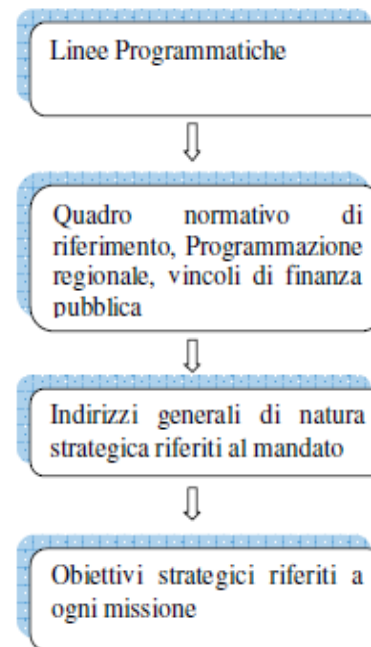 Linee Programmatiche
Quadro normativo di
riferimento, Programmazione
regionale, vincoli di finanza
pubblica
Indirizzi generali di natura
strategica riferiti al mandato
Obiettivi strategici riferiti a
ogni missione